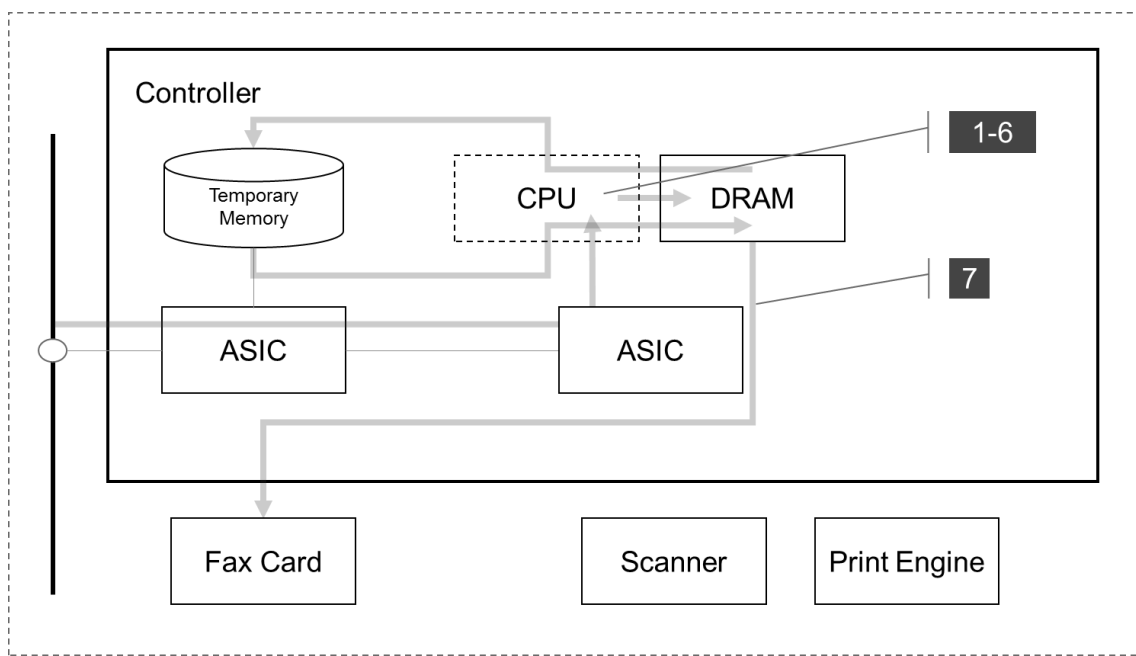 Controller
1-6
Temporary
Memory
CPU
DRAM
7
ASIC
ASIC
Fax Card
Scanner
Print Engine